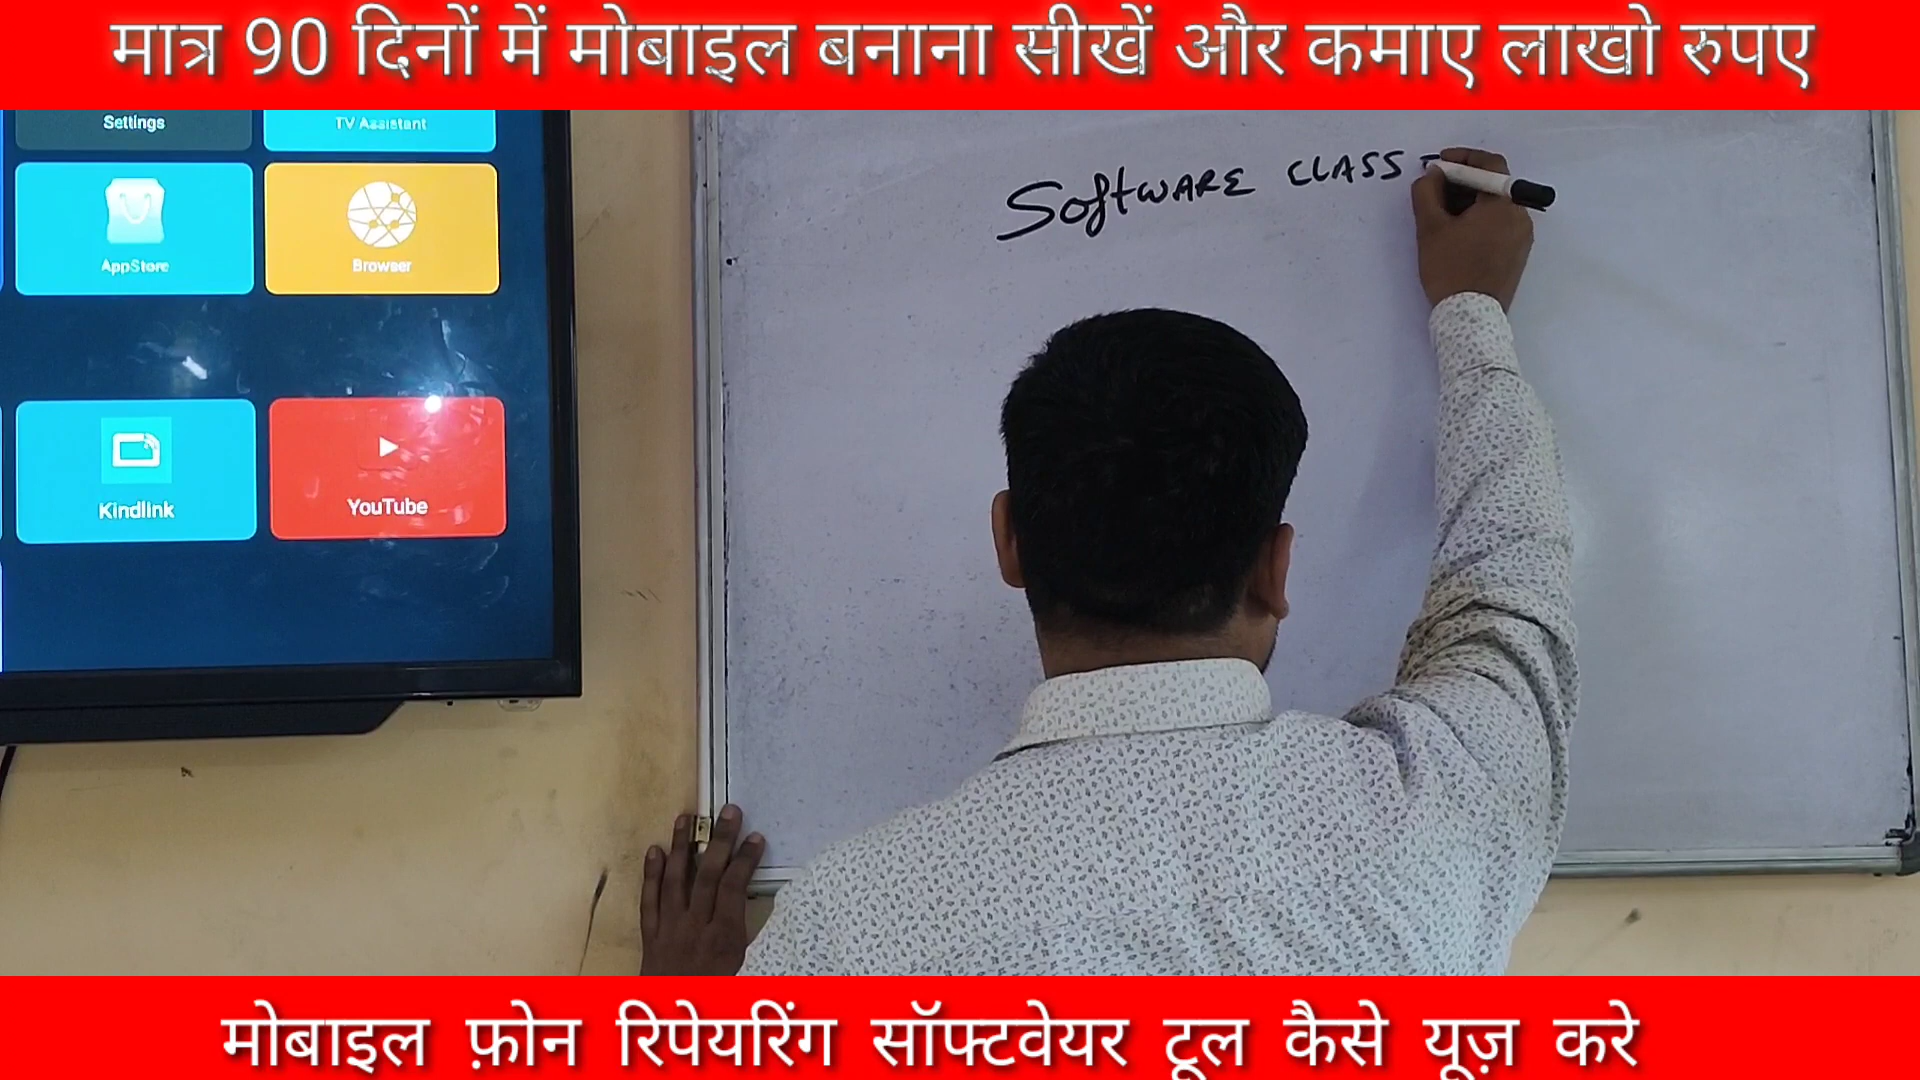 मात्र 90 दिनों में मोबाइल बनाना सीखें और कमाए लाखो रुपए
Settings
TV Assistant
AppStore
Browser
Kindlink
YouTube
SoftwARE CLASS -
मोबाइल फ़ोन रिपेयरिंग सॉफ्टवेयर टूल कैसे यूज़ करे